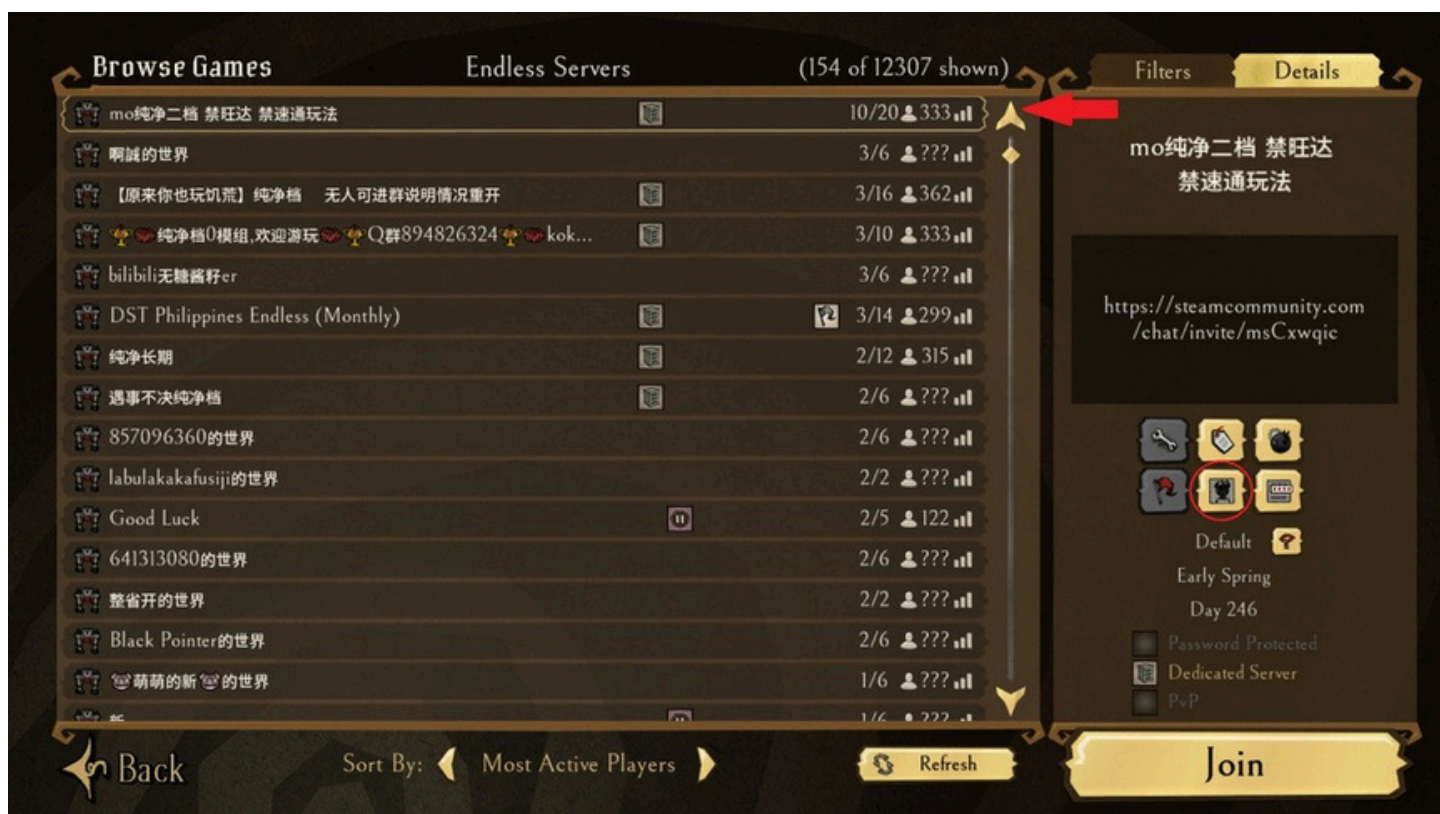 Browse Games Endless Servers (154 of 12307 shown) Filters Details
mo纯净二档 禁旺达 禁速通玩法 10/20 333
啊誠的世界 3/6 ???
【原来你也玩饥荒】纯净档 无人可进群说明情况重开 3/16 362
纯净档0模组,欢迎游玩 Q群894826324 kok... 3/10 333
bilibili无糖酱籽er 3/6 ???
DST Philippines Endless (Monthly) 3/14 299
纯净长期 2/12 315
遇事不决纯净档 2/6 ???
857096360的世界 2/6 ???
labulakakafusiji的世界 2/2 ???
Good Luck 2/5 122
641313080的世界 2/6 ???
整省开的世界 2/2 ???
Black Pointer的世界 2/6 ???
萌萌的新的世界 1/6 ???
1/6 ???
mo纯净二档 禁旺达
禁速通玩法
https://steamcommunity.com
/chat/invite/msCxwqic
Default
Early Spring
Day 246
Password Protected
Dedicated Server
PvP
Back Sort By: Most Active Players Refresh Join